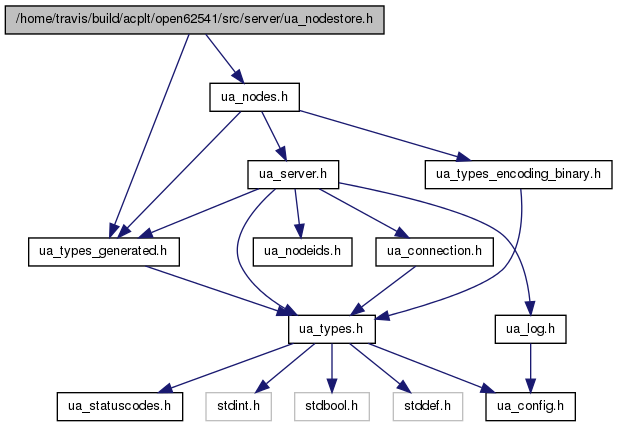 /home/travis/build/acplt/open62541/src/server/ua_nodestore.h
ua_nodes.h
ua_server.h
ua_types_encoding_binary.h
ua_types_generated.h
ua_nodeids.h
ua_connection.h
ua_types.h
ua_log.h
ua_statuscodes.h
stdint.h
stdbool.h
stddef.h
ua_config.h